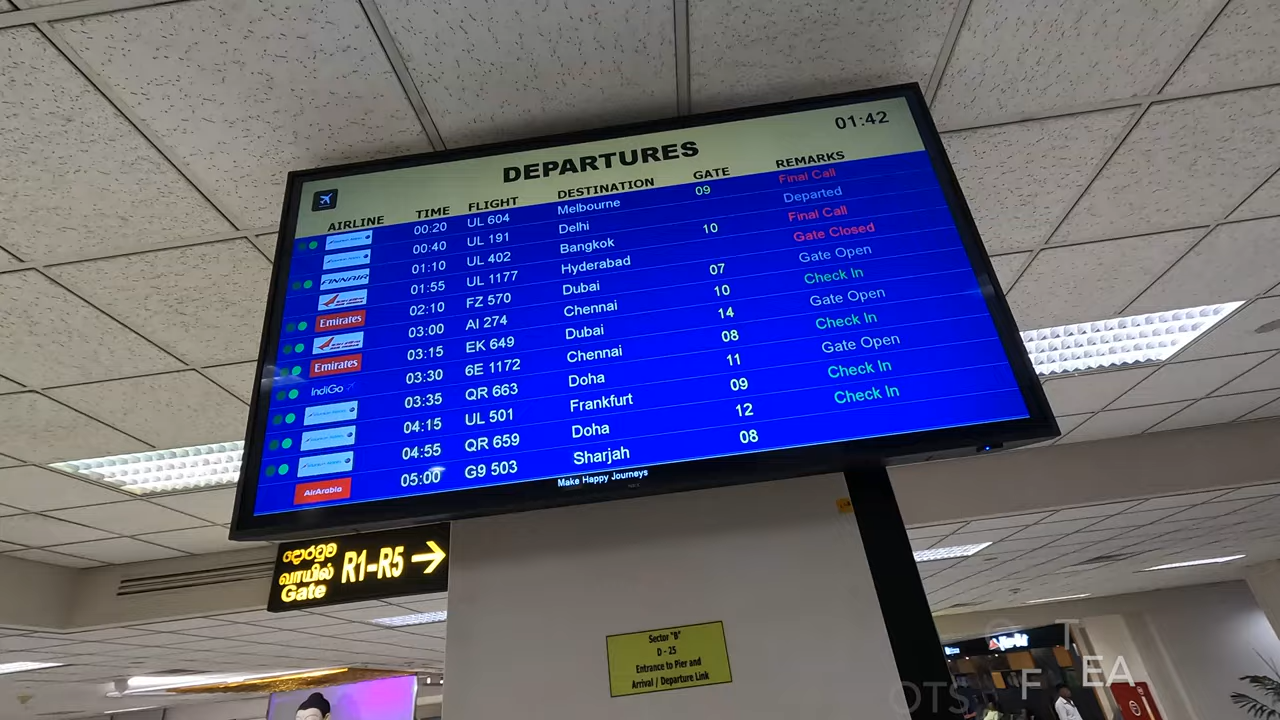 DEPARTURES
01:42
AIRLINE TIME FLIGHT DESTINATION GATE REMARKS
00:20 UL 604 Melbourne 09 Final Call
00:40 UL 191 Delhi Departed
FINNAIR 01:10 UL 402 Bangkok 10 Final Call
01:55 UL 1177 Hyderabad Gate Closed
Emirates 02:10 FZ 570 Dubai 07 Gate Open
03:00 AI 274 Chennai 10 Check In
Emirates 03:15 EK 649 Dubai 14 Gate Open
IndiGo 03:30 6E 1172 Chennai 08 Check In
03:35 QR 663 Doha 11 Gate Open
04:15 UL 501 Frankfurt 09 Check In
04:55 QR 659 Doha 12 Check In
AirArabia 05:00 G9 503 Sharjah 08
Make Happy Journeys
දොරටුව
வாயில்
Gate
R1-R5
Sector "B"
D - 25
Entrance to Pier and
Arrival / Departure Link